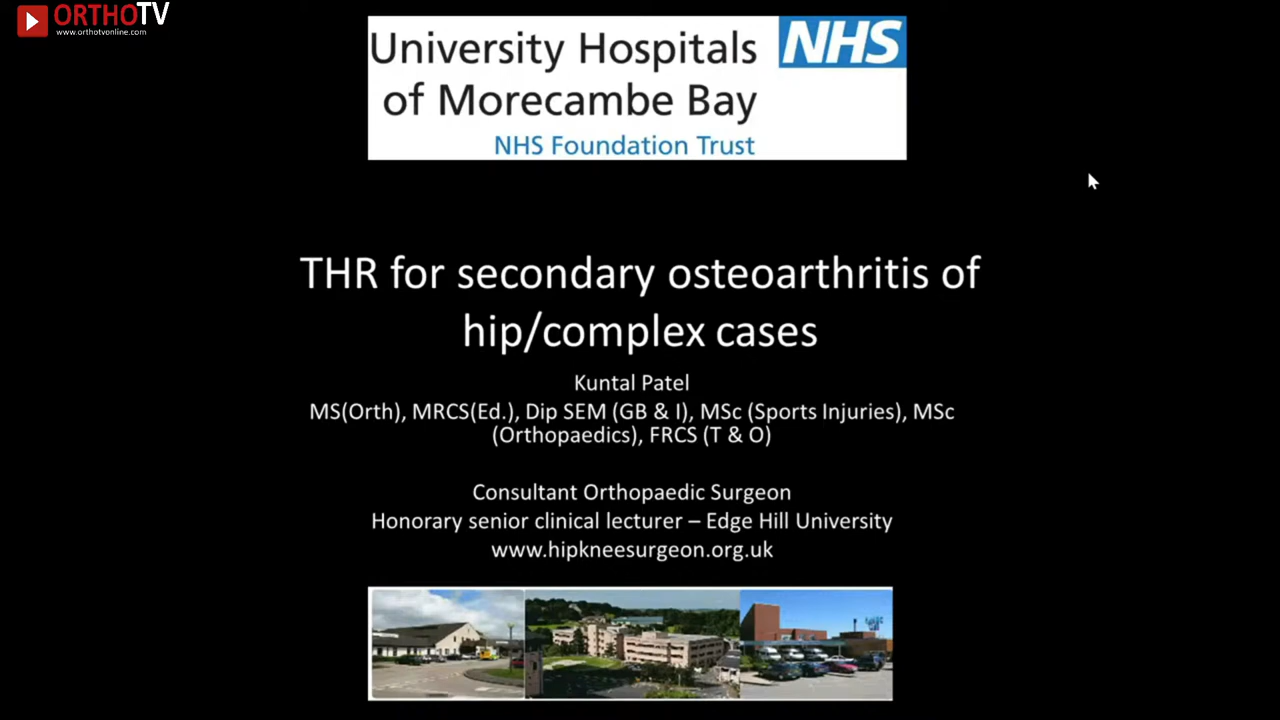 ORTHOTV
www.orthotvonline.com
University Hospitals
of Morecambe Bay
NHS
NHS Foundation Trust
THR for secondary osteoarthritis of
hip/complex cases
Kuntal Patel
MS(Orth), MRCS(Ed.), Dip SEM (GB & I), MSc (Sports Injuries), MSc
(Orthopaedics), FRCS (T & O)
Consultant Orthopaedic Surgeon
Honorary senior clinical lecturer – Edge Hill University
www.hipkneesurgeon.org.uk